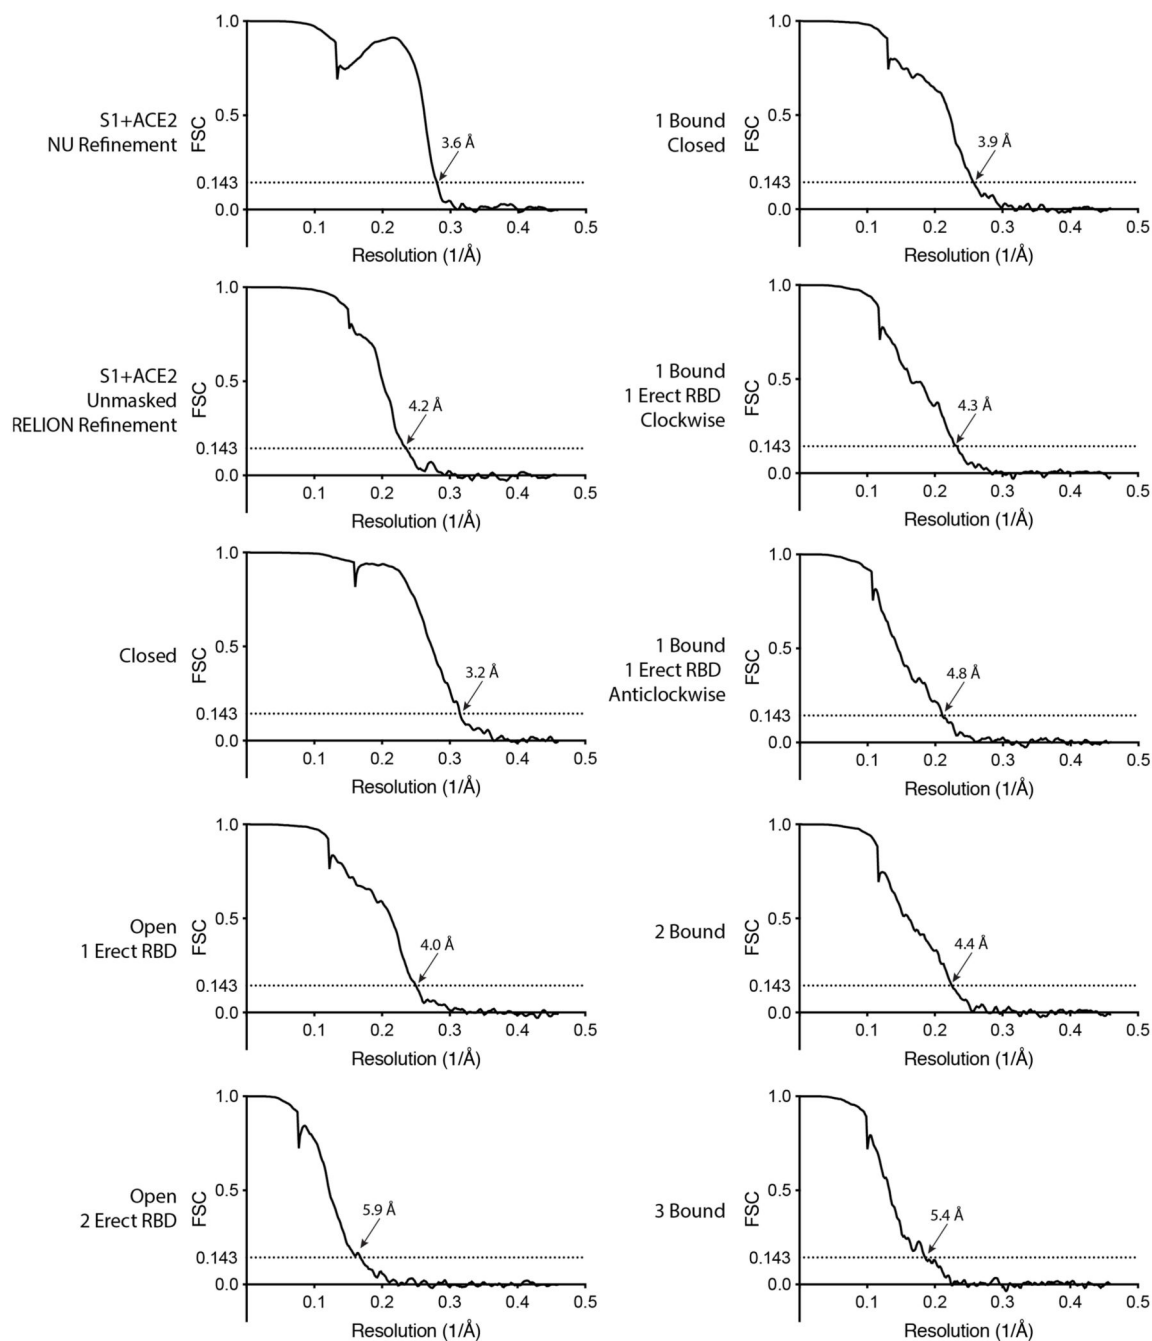 S1+ACE2
NU Refinement
FSC
1.0
0.5
0.143
0.0
3.6 Å
0.1 0.2 0.3 0.4 0.5
Resolution (1/Å)
1 Bound
Closed
FSC
1.0
0.5
0.143
0.0
3.9 Å
0.1 0.2 0.3 0.4 0.5
Resolution (1/Å)
S1+ACE2
Unmasked
RELION Refinement
FSC
1.0
0.5
0.143
0.0
4.2 Å
0.1 0.2 0.3 0.4 0.5
Resolution (1/Å)
1 Bound
1 Erect RBD
Clockwise
FSC
1.0
0.5
0.143
0.0
4.3 Å
0.1 0.2 0.3 0.4 0.5
Resolution (1/Å)
Closed
FSC
1.0
0.5
0.143
0.0
3.2 Å
0.1 0.2 0.3 0.4 0.5
Resolution (1/Å)
1 Bound
1 Erect RBD
Anticlockwise
FSC
1.0
0.5
0.143
0.0
4.8 Å
0.1 0.2 0.3 0.4 0.5
Resolution (1/Å)
Open
1 Erect RBD
FSC
1.0
0.5
0.143
0.0
4.0 Å
0.1 0.2 0.3 0.4 0.5
Resolution (1/Å)
2 Bound
FSC
1.0
0.5
0.143
0.0
4.4 Å
0.1 0.2 0.3 0.4 0.5
Resolution (1/Å)
Open
2 Erect RBD
FSC
1.0
0.5
0.143
0.0
5.9 Å
0.1 0.2 0.3 0.4 0.5
Resolution (1/Å)
3 Bound
FSC
1.0
0.5
0.143
0.0
5.4 Å
0.1 0.2 0.3 0.4 0.5
Resolution (1/Å)